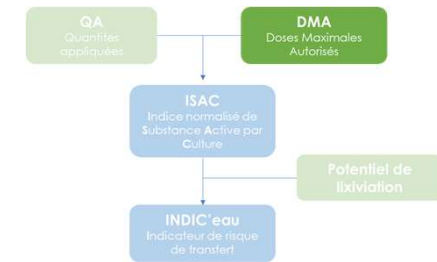 QA
Quantités
appliquées
DMA
Doses Maximales
Autorisés
ISAC
Indice normalisé de
Substance Active par
Culture
Potentiel de
lixiviation
INDIC'eau
Indicateur de risque
de transfert